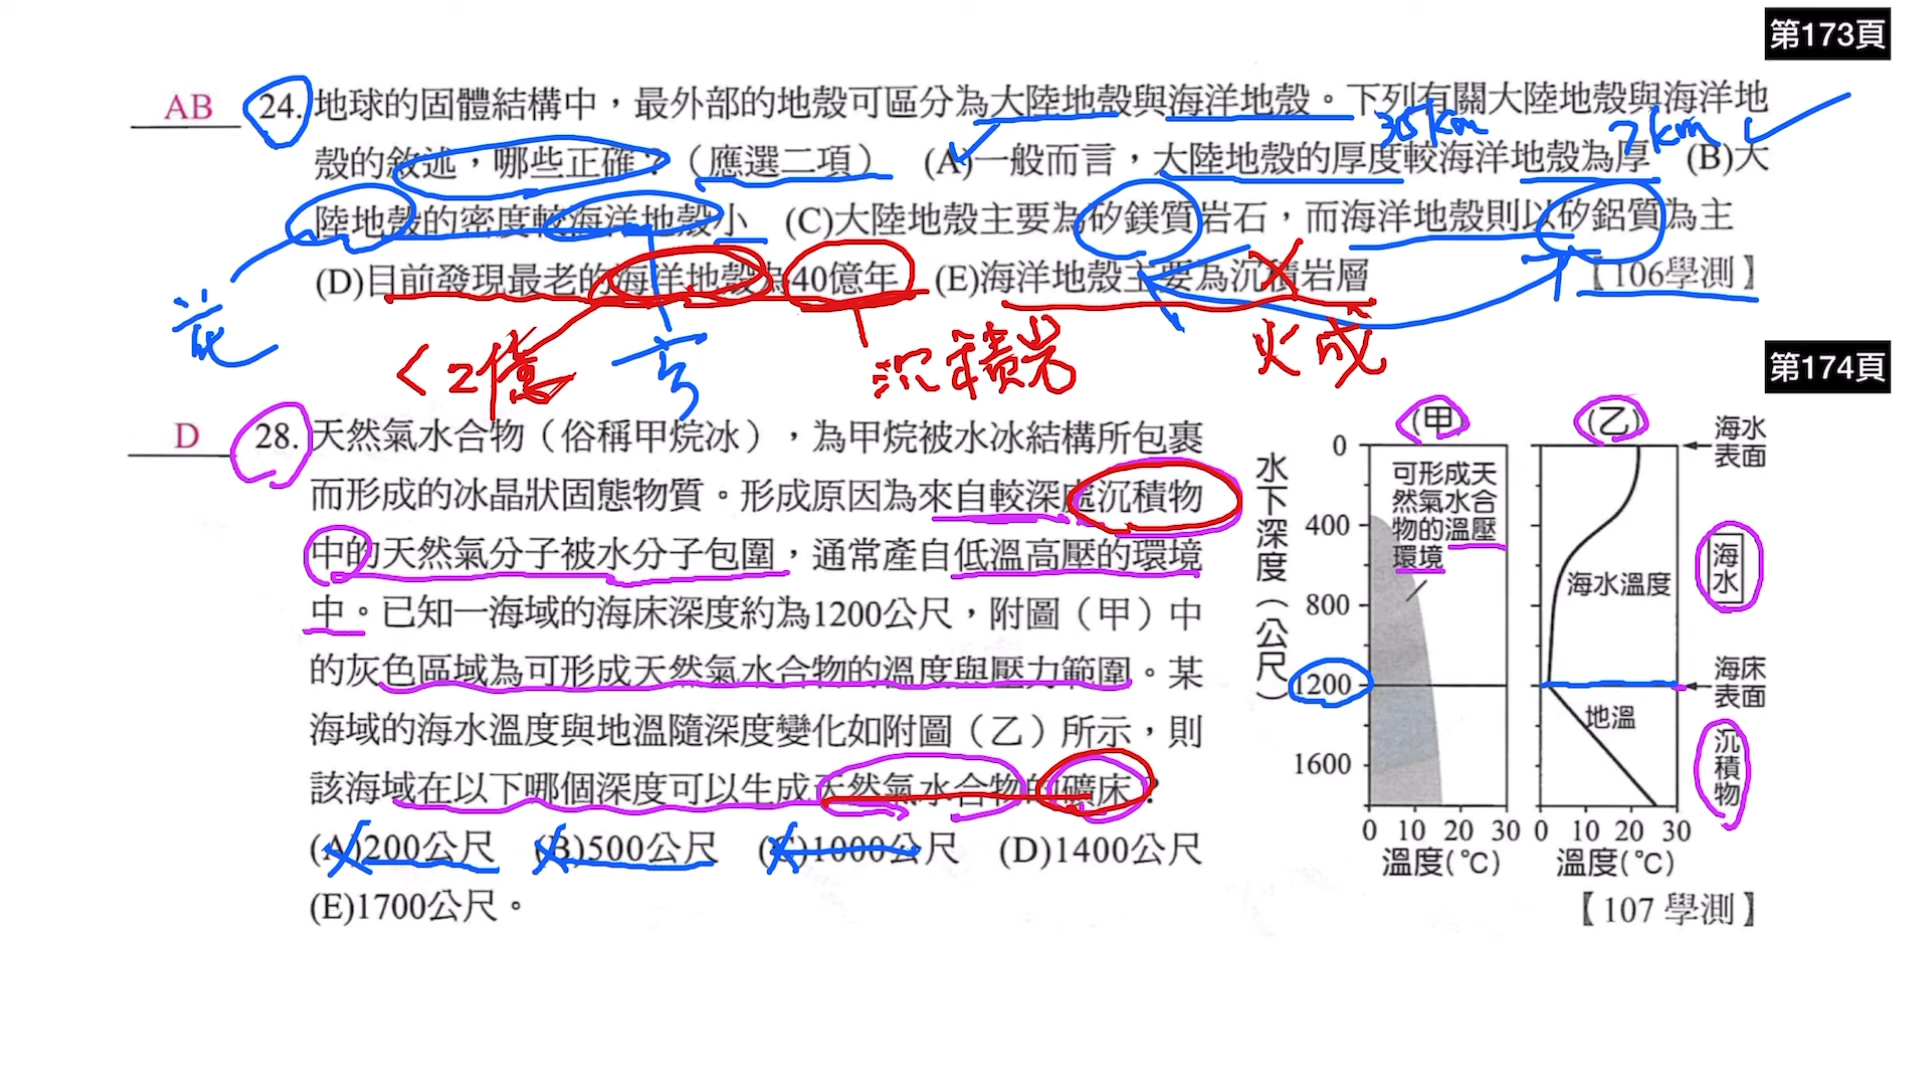 第173頁
AB 24. 地球的固體結構中,最外部的地殼可區分為大陸地殼與海洋地殼。下列有關大陸地殼與海洋地
35km 7km
殼的敘述,哪些正確?(應選二項) (A)一般而言,大陸地殼的厚度較海洋地殼為厚 (B)大
陸地殼的密度較海洋地殼小 (C)大陸地殼主要為矽鎂質岩石,而海洋地殼則以矽鋁質為主
(D)目前發現最老的海洋地殼為40億年 (E)海洋地殼主要為沉積岩層 【106學測】
花
<2億
玄
沉積岩
火成
第174頁
D 28. 天然氣水合物(俗稱甲烷冰),為甲烷被水冰結構所包裹
而形成的冰晶狀固態物質。形成原因為來自較深處沉積物
中的天然氣分子被水分子包圍,通常產自低溫高壓的環境
中。已知一海域的海床深度約為1200公尺,附圖(甲)中
的灰色區域為可形成天然氣水合物的溫度與壓力範圍。某
海域的海水溫度與地溫隨深度變化如附圖(乙)所示,則
該海域在以下哪個深度可以生成天然氣水合物的礦床?
(A)200公尺 (B)500公尺 (C)1000公尺 (D)1400公尺
(E)1700公尺。
(甲)
(乙)
水下深度(公尺)
0
400
800
1200
1600
可形成天
然氣水合
物的溫壓
環境
海水溫度
地溫
海水
表面
海水
海床
表面
沉積物
0 10 20 30
0 10 20 30
溫度(℃)
溫度(℃)
【107 學測】